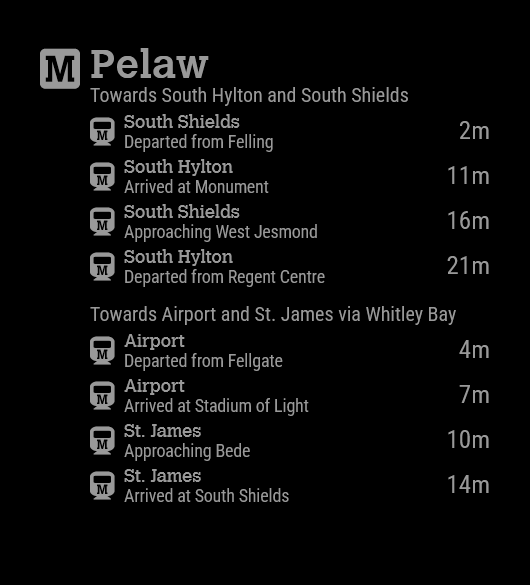 M Pelaw
Towards South Hylton and South Shields
M South Shields 2m
Departed from Felling
M South Hylton 11m
Arrived at Monument
M South Shields 16m
Approaching West Jesmond
M South Hylton 21m
Departed from Regent Centre
Towards Airport and St. James via Whitley Bay
M Airport 4m
Departed from Fellgate
M Airport 7m
Arrived at Stadium of Light
M St. James 10m
Approaching Bede
M St. James 14m
Arrived at South Shields